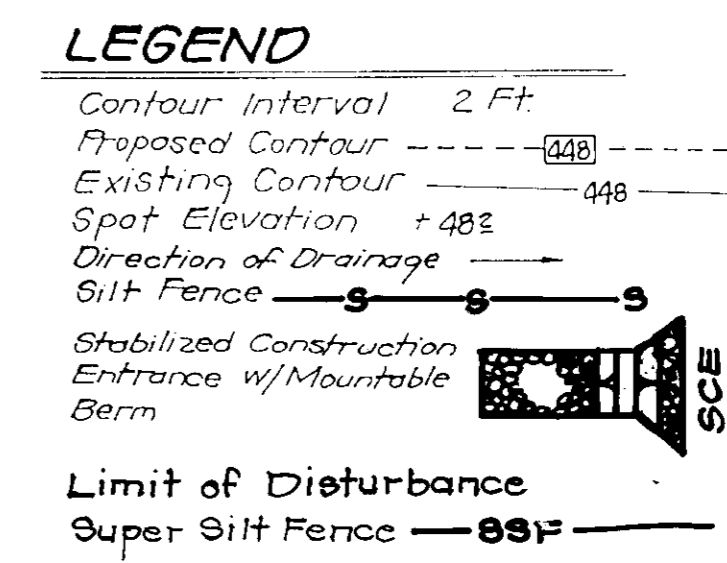 LEGEND
Contour Interval 2 Ft.
Proposed Contour 448
Existing Contour 448
Spot Elevation + 48
Direction of Drainage
Silt Fence S S S
Stabilized Construction
Entrance w/Mountable
Berm
SCE
Limit of Disturbance
Super Silt Fence SSF